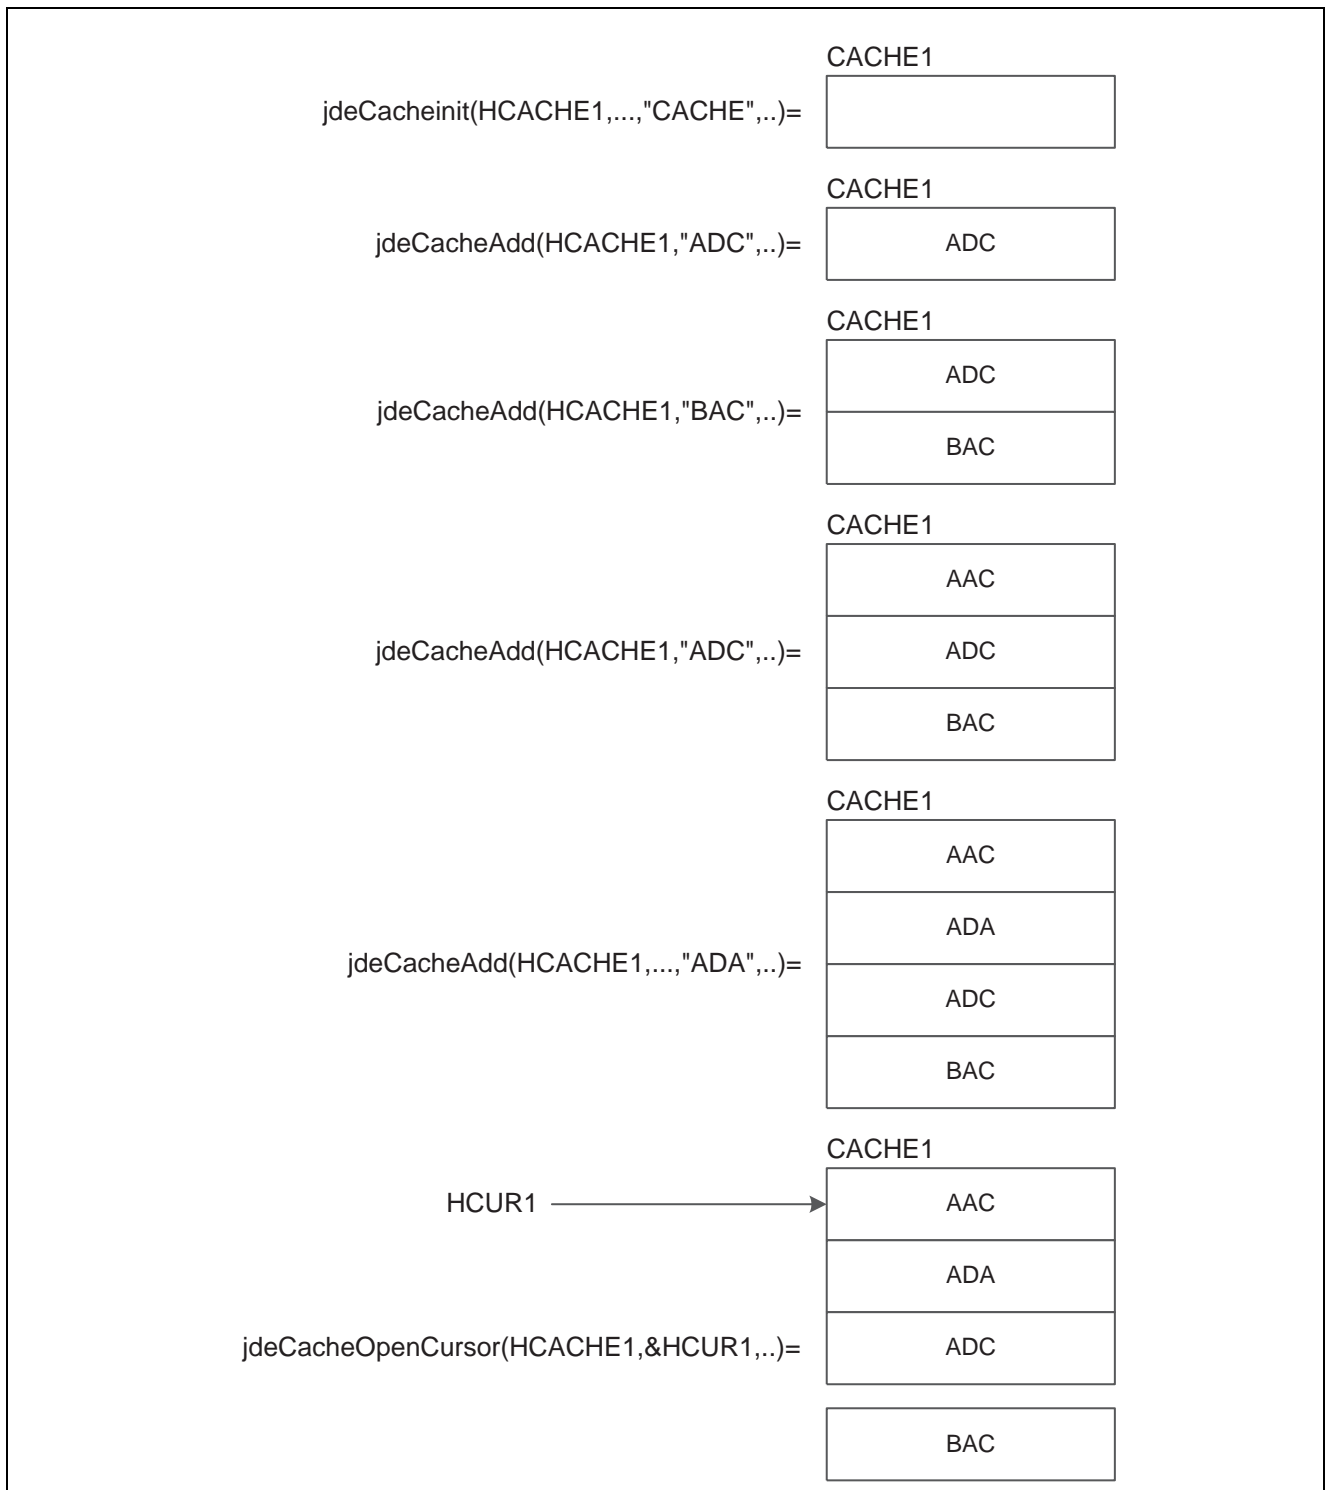 CACHE1
jdeCacheinit(HCACHE1,...,"CACHE",..)=
CACHE1
jdeCacheAdd(HCACHE1,"ADC",..)=
ADC
CACHE1
ADC
jdeCacheAdd(HCACHE1,"BAC",..)=
BAC
CACHE1
AAC
jdeCacheAdd(HCACHE1,"ADC",..)=
ADC
BAC
CACHE1
AAC
ADA
jdeCacheAdd(HCACHE1,...,"ADA",..)=
ADC
BAC
CACHE1
HCUR1
AAC
ADA
jdeCacheOpenCursor(HCACHE1,&HCUR1,..)=
ADC
BAC